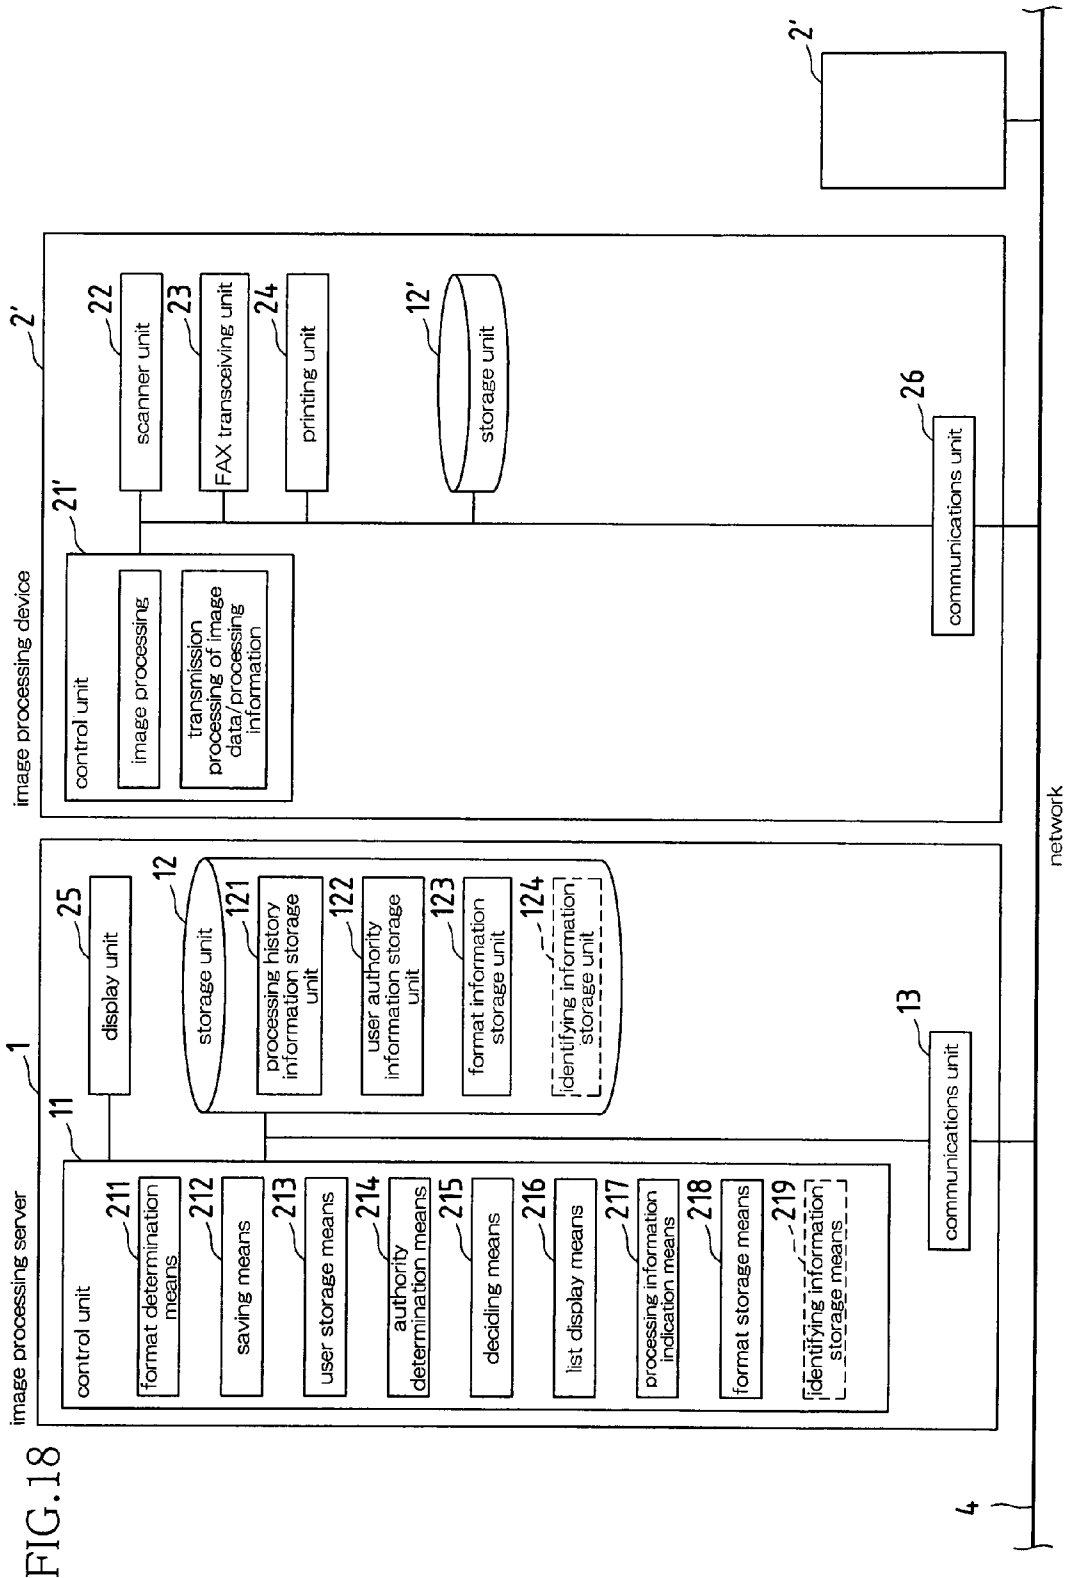 FIG.18
image processing server
1
control unit
11
format determination
means
211
saving means
212
user storage means
213
authority
determination means
214
deciding means
215
list display means
216
processing information
indication means
217
format storage means
218
identifying information
storage means
219
display unit
25
storage unit
12
processing history
information storage
unit
121
user authority
information storage
unit
122
format information
storage unit
123
identifying information
storage unit
124
communications unit
13
image processing device
2'
control unit
21'
image processing
transmission
processing of image
data/processing
information
scanner unit
22
FAX transceiving unit
23
printing unit
24
storage unit
12'
communications unit
26
2'
4
network